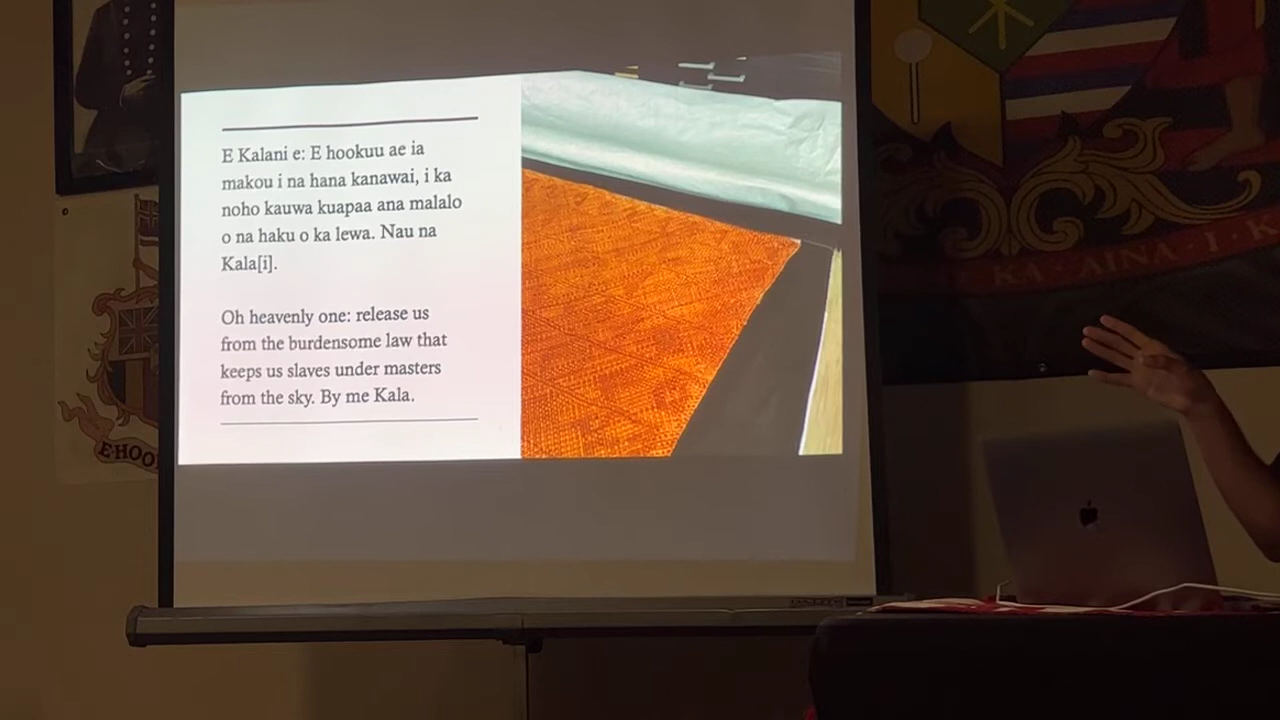 E Kalani e: E hookuu ae ia
makou i na hana kanawai, i ka
noho kauwa kuapaa ana malalo
o na haku o ka lewa. Nau na
Kala[i].
Oh heavenly one: release us
from the burdensome law that
keeps us slaves under masters
from the sky. By me Kala.
KA · AINA · I · K
E·HOO